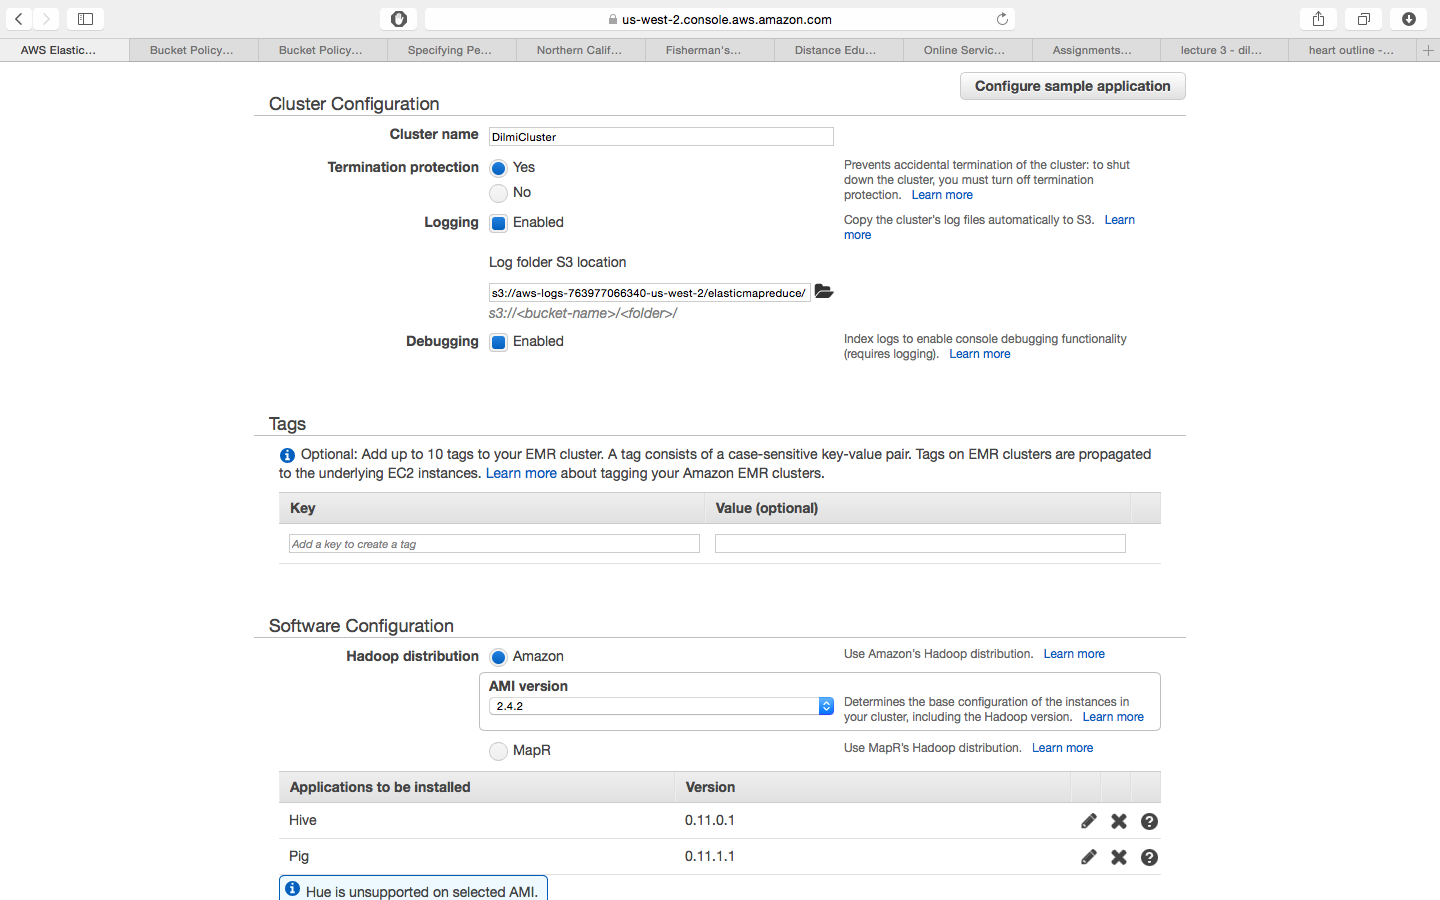 us-west-2.console.aws.amazon.com
AWS Elastic...
Bucket Policy...
Bucket Policy...
Specifying Pe...
Northern Calif...
Fisherman's...
Distance Edu...
Online Servic...
Assignments...
lecture 3 - dil...
heart outline -...
Configure sample application
Cluster Configuration
Cluster name
DilmiCluster
Termination protection
Yes
Prevents accidental termination of the cluster: to shut
down the cluster, you must turn off termination
protection. Learn more
No
Logging
Enabled
Copy the cluster's log files automatically to S3. Learn
more
Log folder S3 location
s3://aws-logs-763977066340-us-west-2/elasticmapreduce/
s3://<bucket-name>/<folder>/
Debugging
Enabled
Index logs to enable console debugging functionality
(requires logging). Learn more
Tags
Optional: Add up to 10 tags to your EMR cluster. A tag consists of a case-sensitive key-value pair. Tags on EMR clusters are propagated
to the underlying EC2 instances. Learn more about tagging your Amazon EMR clusters.
Key
Value (optional)
Add a key to create a tag
Software Configuration
Hadoop distribution
Amazon
Use Amazon's Hadoop distribution. Learn more
AMI version
2.4.2
Determines the base configuration of the instances in
your cluster, including the Hadoop version. Learn more
MapR
Use MapR's Hadoop distribution. Learn more
Applications to be installed
Version
Hive
0.11.0.1
Pig
0.11.1.1
Hue is unsupported on selected AMI.